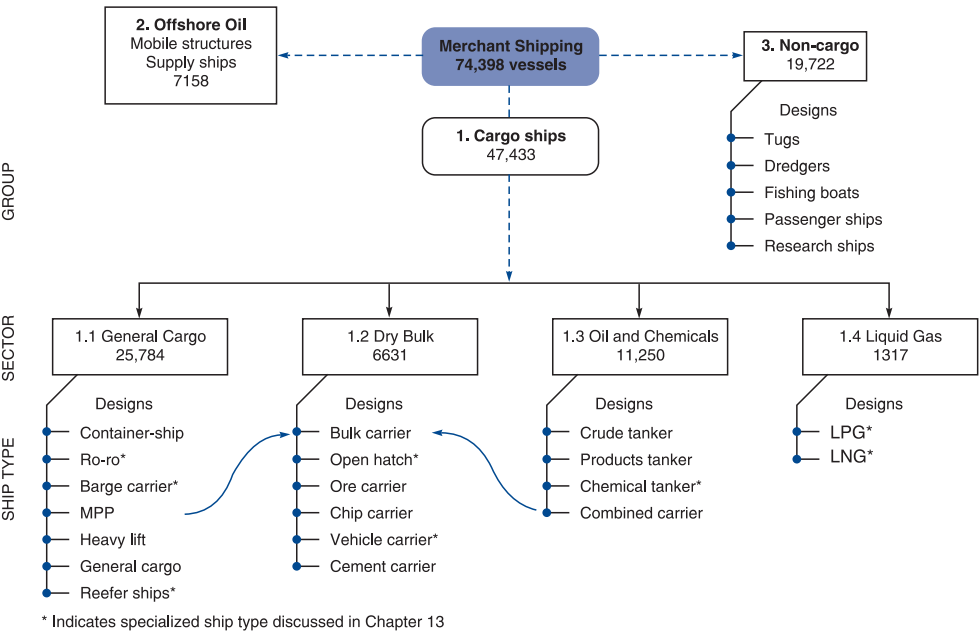 2. Offshore Oil
Mobile structures
Supply ships
7158
Merchant Shipping
74,398 vessels
3. Non-cargo
19,722
1. Cargo ships
47,433
Designs
Tugs
Dredgers
Fishing boats
Passenger ships
Research ships
GROUP
SECTOR
1.1 General Cargo
25,784
1.2 Dry Bulk
6631
1.3 Oil and Chemicals
11,250
1.4 Liquid Gas
1317
SHIP TYPE
Designs
Container-ship
Ro-ro*
Barge carrier*
MPP
Heavy lift
General cargo
Reefer ships*
Designs
Bulk carrier
Open hatch*
Ore carrier
Chip carrier
Vehicle carrier*
Cement carrier
Designs
Crude tanker
Products tanker
Chemical tanker*
Combined carrier
Designs
LPG*
LNG*
* Indicates specialized ship type discussed in Chapter 13